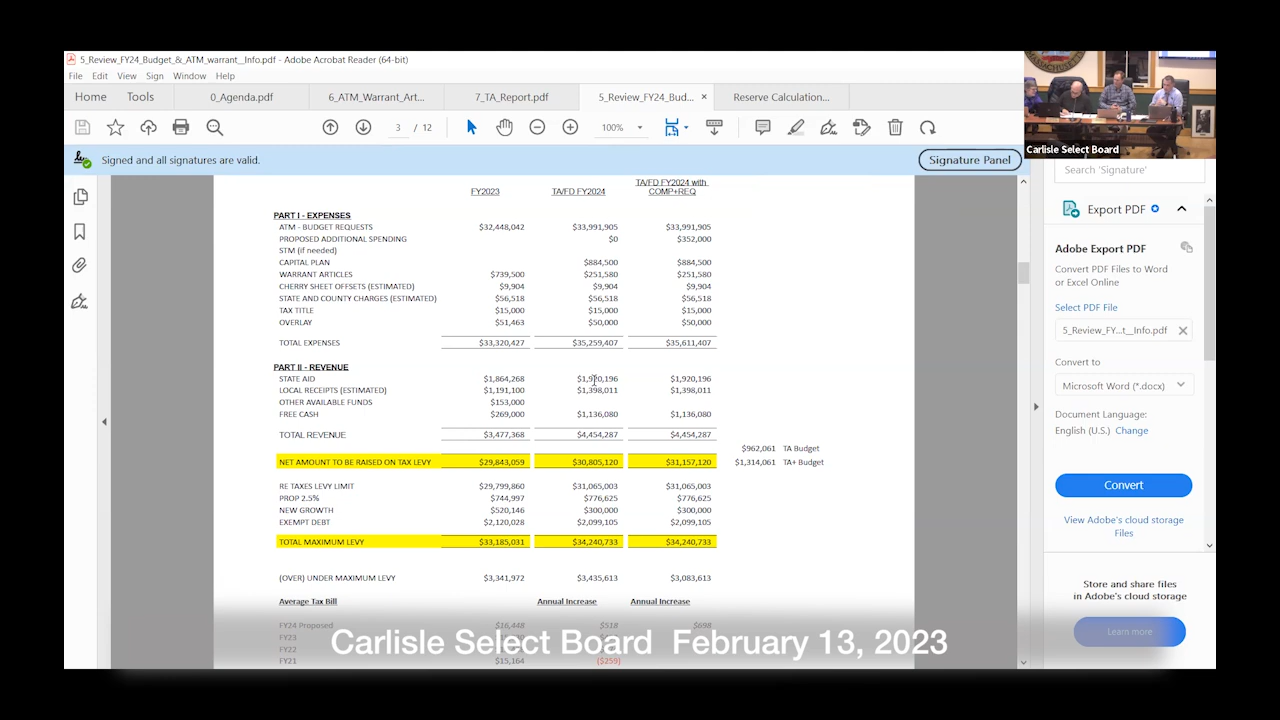 5_Review_FY24_Budget_&_ATM_warrant__Info.pdf - Adobe Acrobat Reader (64-bit)
File Edit View Sign Window Help
Home Tools 0_Agenda.pdf 6_ATM_Warrant_Art... 7_TA_Report.pdf 5_Review_FY24_Bud... × Reserve Calculation...
3 / 12 100%
MASSACHUSETTS
Carlisle Select Board
Signed and all signatures are valid. Signature Panel
Search 'Signature'
Export PDF
Adobe Export PDF
Convert PDF Files to Word
or Excel Online
Select PDF File
5_Review_FY...t__Info.pdf
Convert to
Microsoft Word (*.docx)
Document Language:
English (U.S.) Change
Convert
View Adobe's cloud storage
Files
Store and share files
in Adobe's cloud storage
Learn more
FY2023 TA/FD FY2024 TA/FD FY2024 with
COMP+REQ
PART I - EXPENSES
ATM - BUDGET REQUESTS $32,448,042 $33,991,905 $33,991,905
PROPOSED ADDITIONAL SPENDING $0 $352,000
STM (if needed)
CAPITAL PLAN $884,500 $884,500
WARRANT ARTICLES $739,500 $251,580 $251,580
CHERRY SHEET OFFSETS (ESTIMATED) $9,904 $9,904 $9,904
STATE AND COUNTY CHARGES (ESTIMATED) $56,518 $56,518 $56,518
TAX TITLE $15,000 $15,000 $15,000
OVERLAY $51,463 $50,000 $50,000
TOTAL EXPENSES $33,320,427 $35,259,407 $35,611,407
PART II - REVENUE
STATE AID $1,864,268 $1,920,196 $1,920,196
LOCAL RECEIPTS (ESTIMATED) $1,191,100 $1,398,011 $1,398,011
OTHER AVAILABLE FUNDS $153,000
FREE CASH $269,000 $1,136,080 $1,136,080
TOTAL REVENUE $3,477,368 $4,454,287 $4,454,287
$962,061 TA Budget
NET AMOUNT TO BE RAISED ON TAX LEVY $29,843,059 $30,805,120 $31,157,120 $1,314,061 TA+ Budget
RE TAXES LEVY LIMIT $29,799,860 $31,065,003 $31,065,003
PROP 2.5% $744,997 $776,625 $776,625
NEW GROWTH $520,146 $300,000 $300,000
EXEMPT DEBT $2,120,028 $2,099,105 $2,099,105
TOTAL MAXIMUM LEVY $33,185,031 $34,240,733 $34,240,733
(OVER) UNDER MAXIMUM LEVY $3,341,972 $3,435,613 $3,083,613
Average Tax Bill Annual Increase Annual Increase
FY24 Proposed $16,448 $518 $698
FY23
FY22
FY21 $15,164 ($259)
Carlisle Select Board February 13, 2023